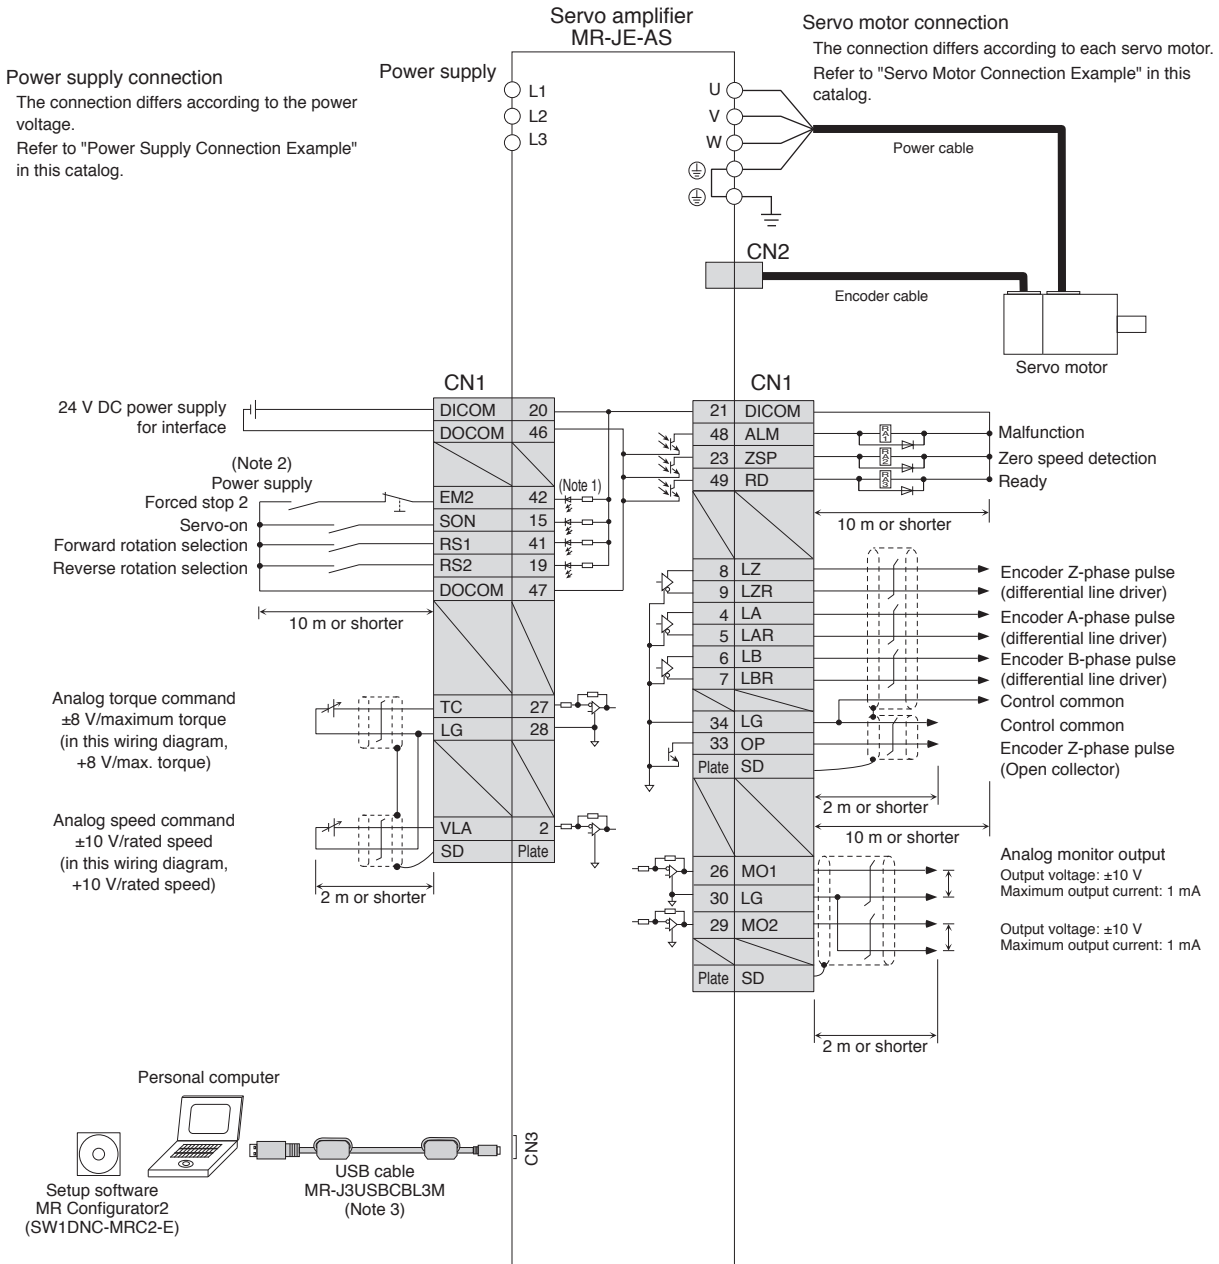 Servo amplifier
MR-JE-AS
Power supply connection
The connection differs according to the power
voltage.
Refer to "Power Supply Connection Example"
in this catalog.
Power supply
L1
L2
L3
Servo motor connection
The connection differs according to each servo motor.
Refer to "Servo Motor Connection Example" in this
catalog.
U
V
W
Power cable
CN2
Encoder cable
Servo motor
CN1
24 V DC power supply
for interface
DICOM 20
DOCOM 46
(Note 2)
Power supply
(Note 1)
Forced stop 2
EM2 42
Servo-on
SON 15
Forward rotation selection
RS1 41
Reverse rotation selection
RS2 19
DOCOM 47
10 m or shorter
Analog torque command
±8 V/maximum torque
(in this wiring diagram,
+8 V/max. torque)
TC 27
LG 28
Analog speed command
±10 V/rated speed
(in this wiring diagram,
+10 V/rated speed)
VLA 2
SD Plate
2 m or shorter
CN1
21 DICOM
48 ALM
RA1
Malfunction
23 ZSP
RA2
Zero speed detection
49 RD
RA3
Ready
10 m or shorter
8 LZ
9 LZR
Encoder Z-phase pulse
(differential line driver)
4 LA
5 LAR
Encoder A-phase pulse
(differential line driver)
6 LB
7 LBR
Encoder B-phase pulse
(differential line driver)
Control common
34 LG
Control common
33 OP
Encoder Z-phase pulse
(Open collector)
Plate SD
2 m or shorter
10 m or shorter
Analog monitor output
Output voltage: ±10 V
Maximum output current: 1 mA
26 MO1
30 LG
29 MO2
Output voltage: ±10 V
Maximum output current: 1 mA
Plate SD
2 m or shorter
Personal computer
CN3
USB cable
MR-J3USBCBL3M
(Note 3)
Setup software
MR Configurator2
(SW1DNC-MRC2-E)